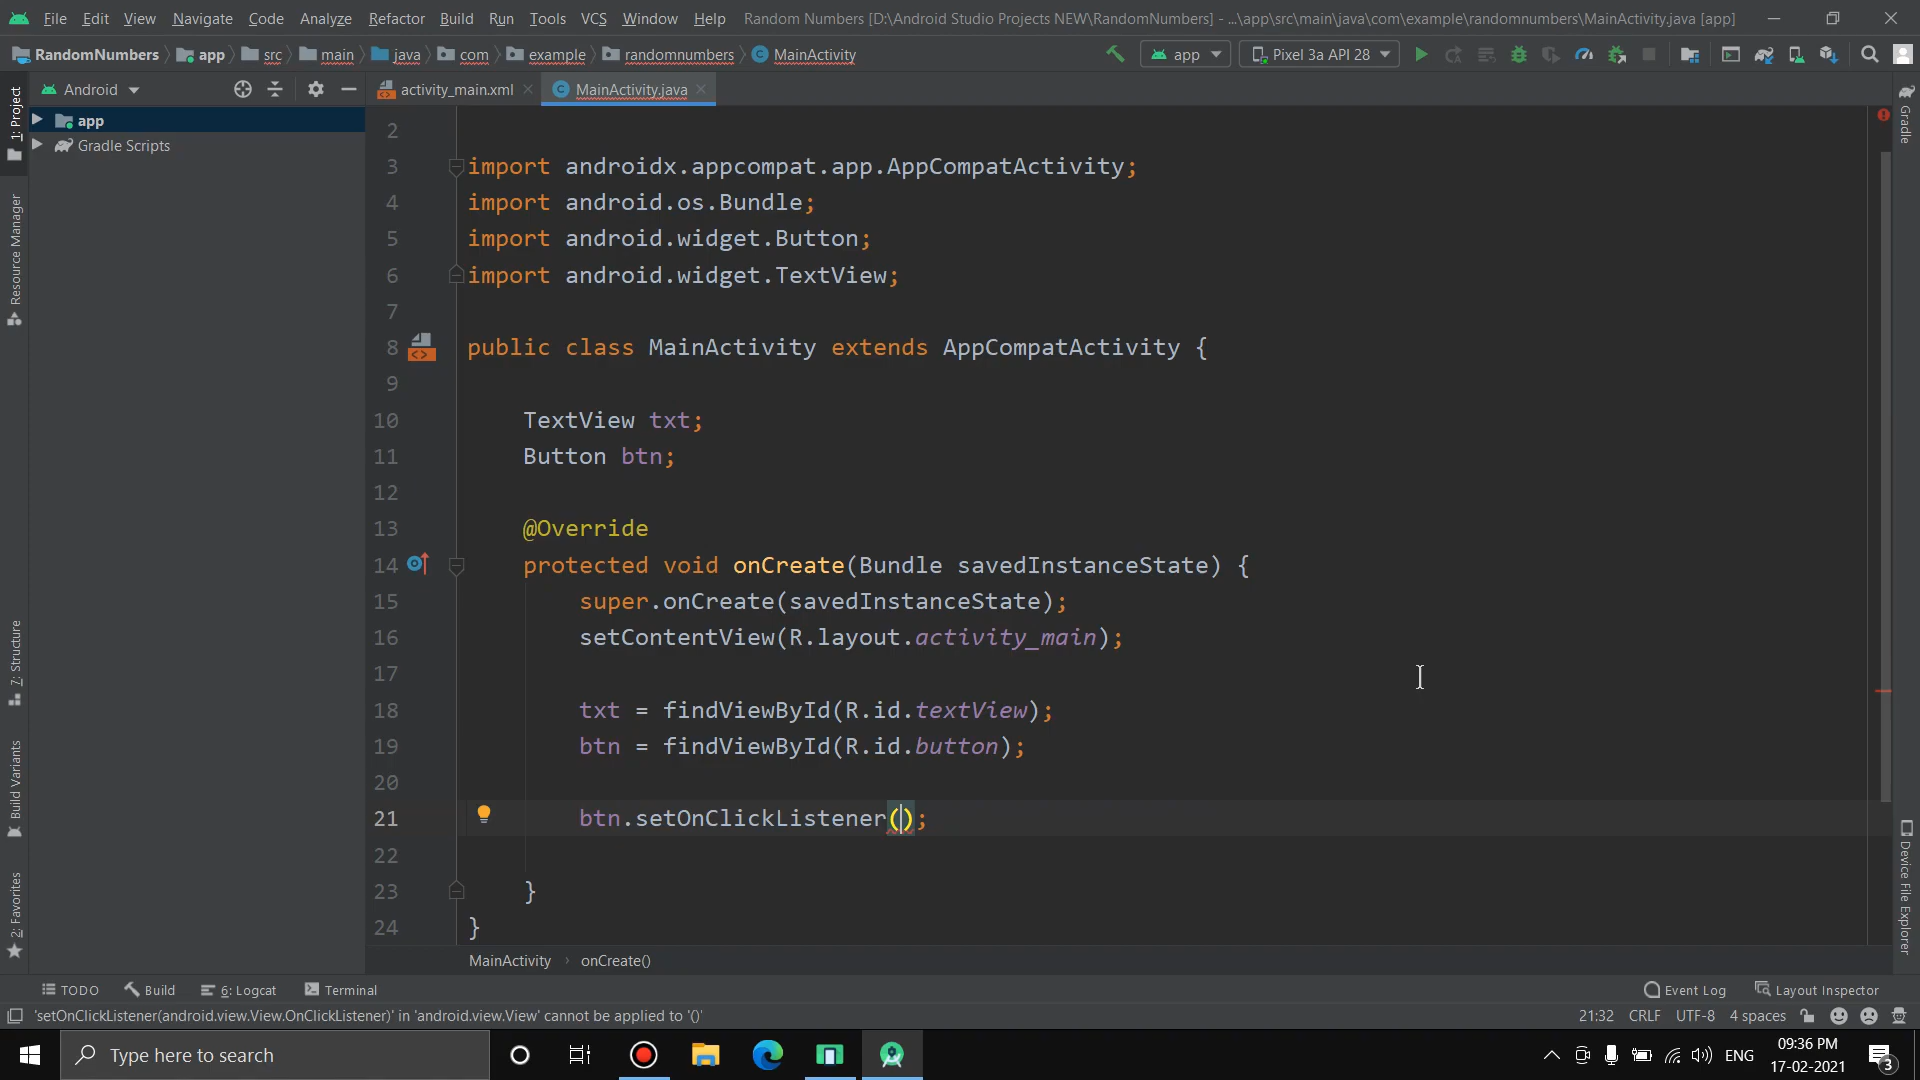 File Edit View Navigate Code Analyze Refactor Build Run Tools VCS Window Help Random Numbers [D:\Android Studio Projects NEW\RandomNumbers] - ...\app\src\main\java\com\example\randomnumbers\MainActivity.java [app]
RandomNumbers app src main java com example randomnumbers MainActivity app Pixel 3a API 28
Android activity_main.xml MainActivity.java
1: Project
Resource Manager
7: Structure
Build Variants
2: Favorites
app
Gradle Scripts
2
3 import androidx.appcompat.app.AppCompatActivity;
4 import android.os.Bundle;
5 import android.widget.Button;
6 import android.widget.TextView;
7
8 public class MainActivity extends AppCompatActivity {
9
10 TextView txt;
11 Button btn;
12
13 @Override
14 protected void onCreate(Bundle savedInstanceState) {
15 super.onCreate(savedInstanceState);
16 setContentView(R.layout.activity_main);
17
18 txt = findViewById(R.id.textView);
19 btn = findViewById(R.id.button);
20
21 btn.setOnClickListener();
22
23 }
24 }
Gradle
Device File Explorer
MainActivity › onCreate()
TODO Build 6: Logcat Terminal Event Log Layout Inspector
'setOnClickListener(android.view.View.OnClickListener)' in 'android.view.View' cannot be applied to '()' 21:32 CRLF UTF-8 4 spaces
Type here to search
ENG
09:36 PM
17-02-2021
3